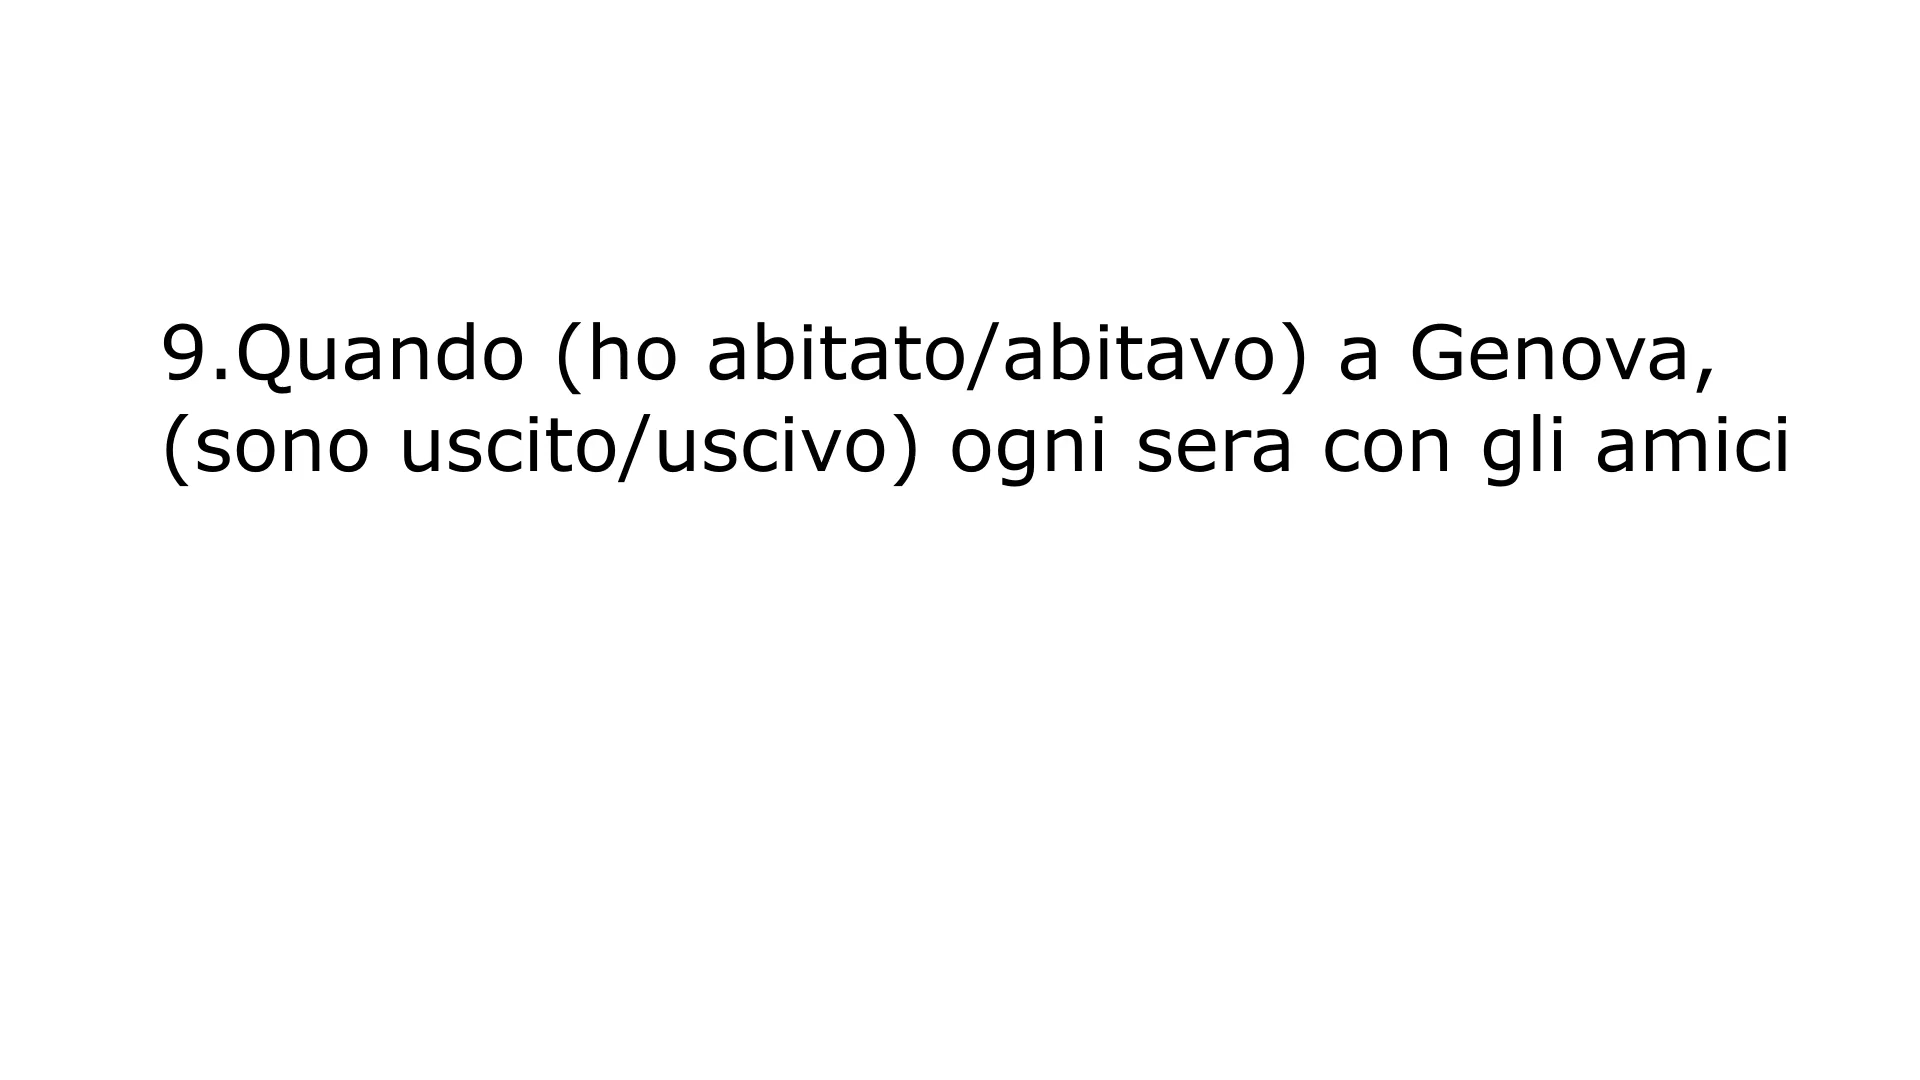 9.Quando (ho abitato/abitavo) a Genova,
(sono uscito/uscivo) ogni sera con gli amici